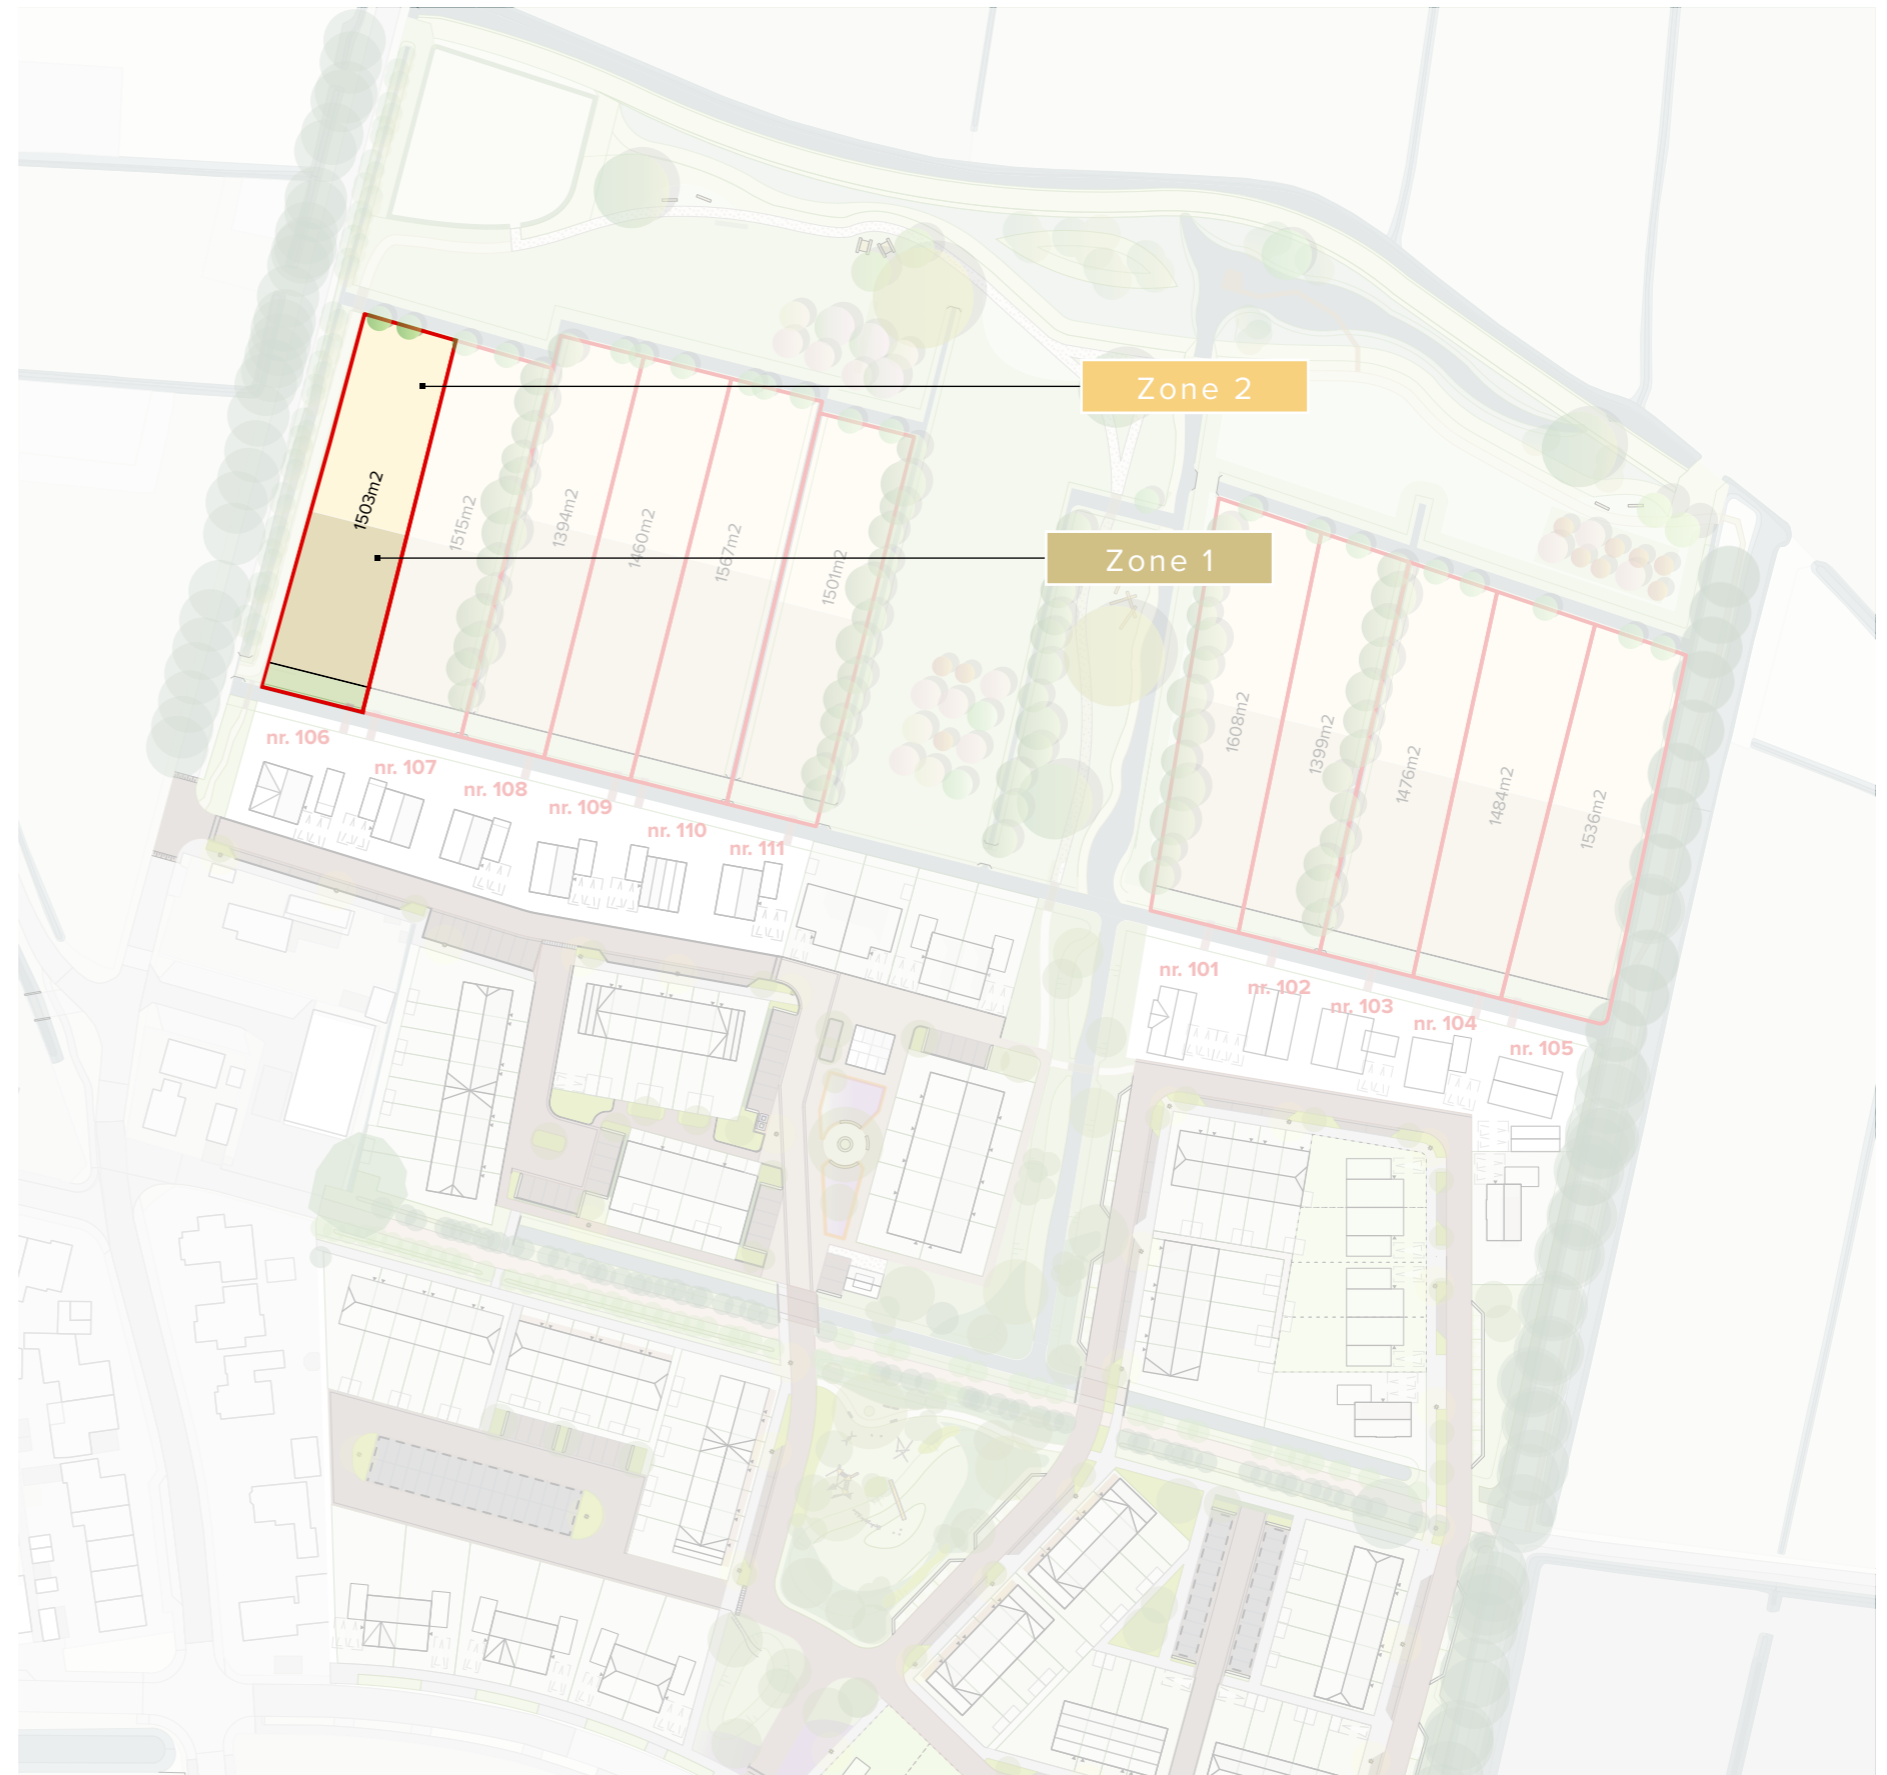 Zone 2
Zone 1
1503m2
1515m2
1394m2
1460m2
1567m2
1501m2
1608m2
1399m2
1476m2
1484m2
1536m2
nr. 106
nr. 107
nr. 108
nr. 109
nr. 110
nr. 111
nr. 101
nr. 102
nr. 103
nr. 104
nr. 105